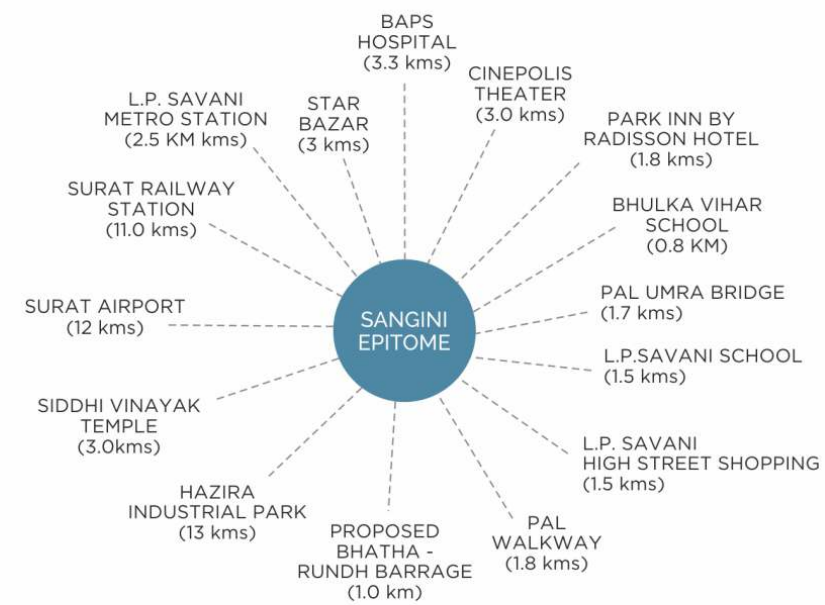 BAPS
HOSPITAL
(3.3 kms)
CINEPOLIS
THEATER
(3.0 kms)
PARK INN BY
RADISSON HOTEL
(1.8 kms)
BHULKA VIHAR
SCHOOL
(0.8 KM)
PAL UMRA BRIDGE
(1.7 kms)
L.P.SAVANI SCHOOL
(1.5 kms)
L.P. SAVANI
HIGH STREET SHOPPING
(1.5 kms)
PAL
WALKWAY
(1.8 kms)
PROPOSED
BHATHA -
RUNDH BARRAGE
(1.0 km)
HAZIRA
INDUSTRIAL PARK
(13 kms)
SIDDHI VINAYAK
TEMPLE
(3.0kms)
SURAT AIRPORT
(12 kms)
SURAT RAILWAY
STATION
(11.0 kms)
L.P. SAVANI
METRO STATION
(2.5 KM kms)
STAR
BAZAR
(3 kms)
SANGINI
EPITOME